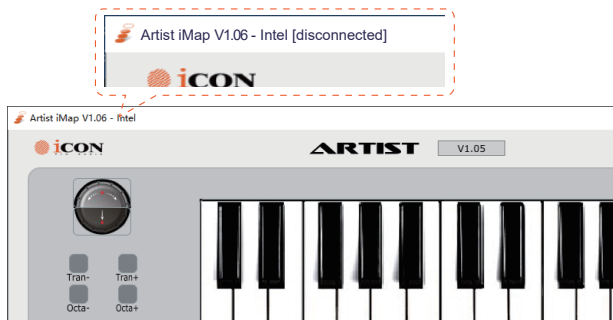 Artist iMap V1.06 - Intel [disconnected]
iCON
Artist iMap V1.06 - Intel
iCON
ARTIST V1.05
Tran- Tran+
Octa- Octa+